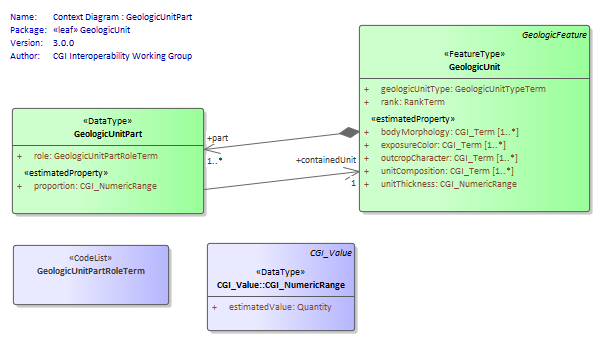 Name: Context Diagram : GeologicUnitPart
Package: «leaf» GeologicUnit
Version: 3.0.0
Author: CGI Interoperability Working Group
GeologicFeature
«FeatureType»
GeologicUnit
+ geologicUnitType: GeologicUnitTypeTerm
+ rank: RankTerm
«estimatedProperty»
+ bodyMorphology: CGI_Term [1..*]
+ exposureColor: CGI_Term [1..*]
+ outcropCharacter: CGI_Term [1..*]
+ unitComposition: CGI_Term [1..*]
+ unitThickness: CGI_NumericRange
«DataType»
GeologicUnitPart
+ role: GeologicUnitPartRoleTerm
«estimatedProperty»
+ proportion: CGI_NumericRange
+part
1..*
+containedUnit
1
«CodeList»
GeologicUnitPartRoleTerm
CGI_Value
«DataType»
CGI_Value::CGI_NumericRange
+ estimatedValue: Quantity